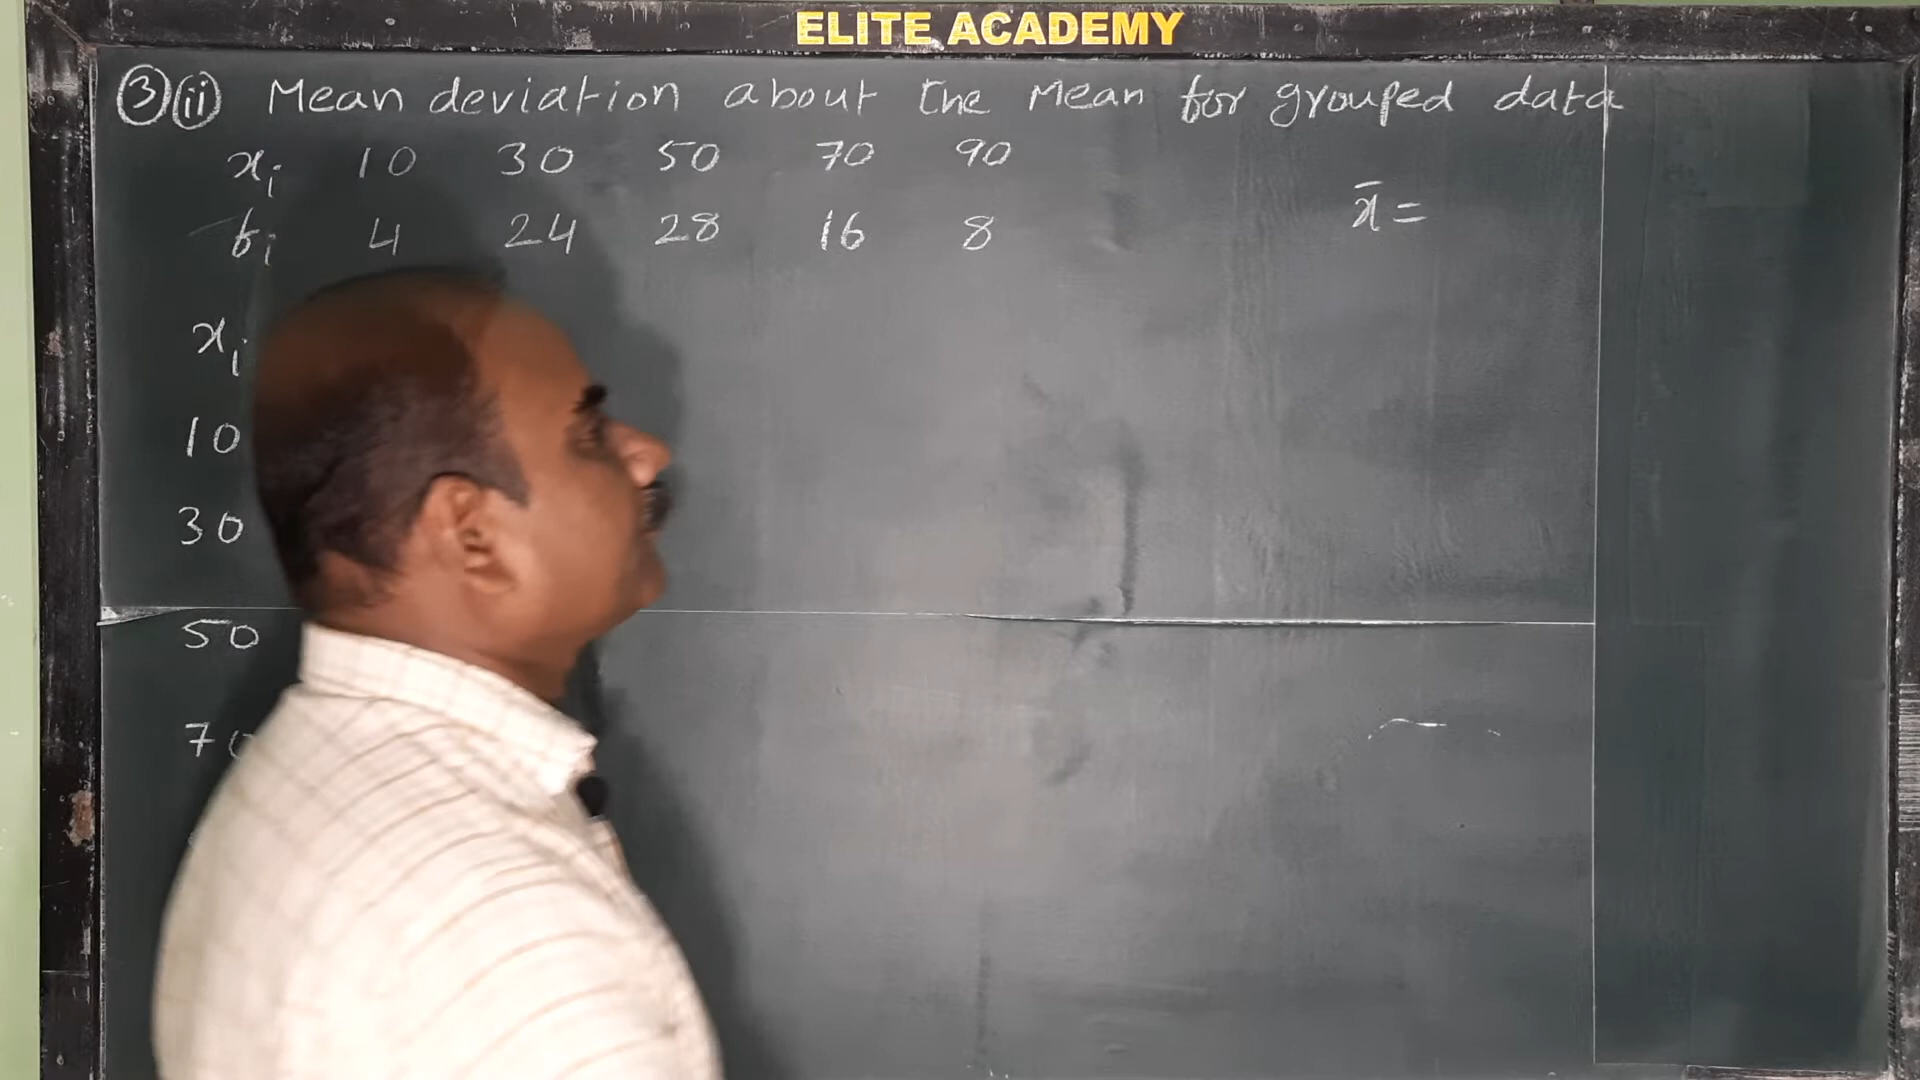 ELITE ACADEMY
3 ii Mean deviation about the Mean for grouped data
xᵢ 10 30 50 70 90
fᵢ 4 24 28 16 8
x̄ =
xᵢ
10
30
50
70